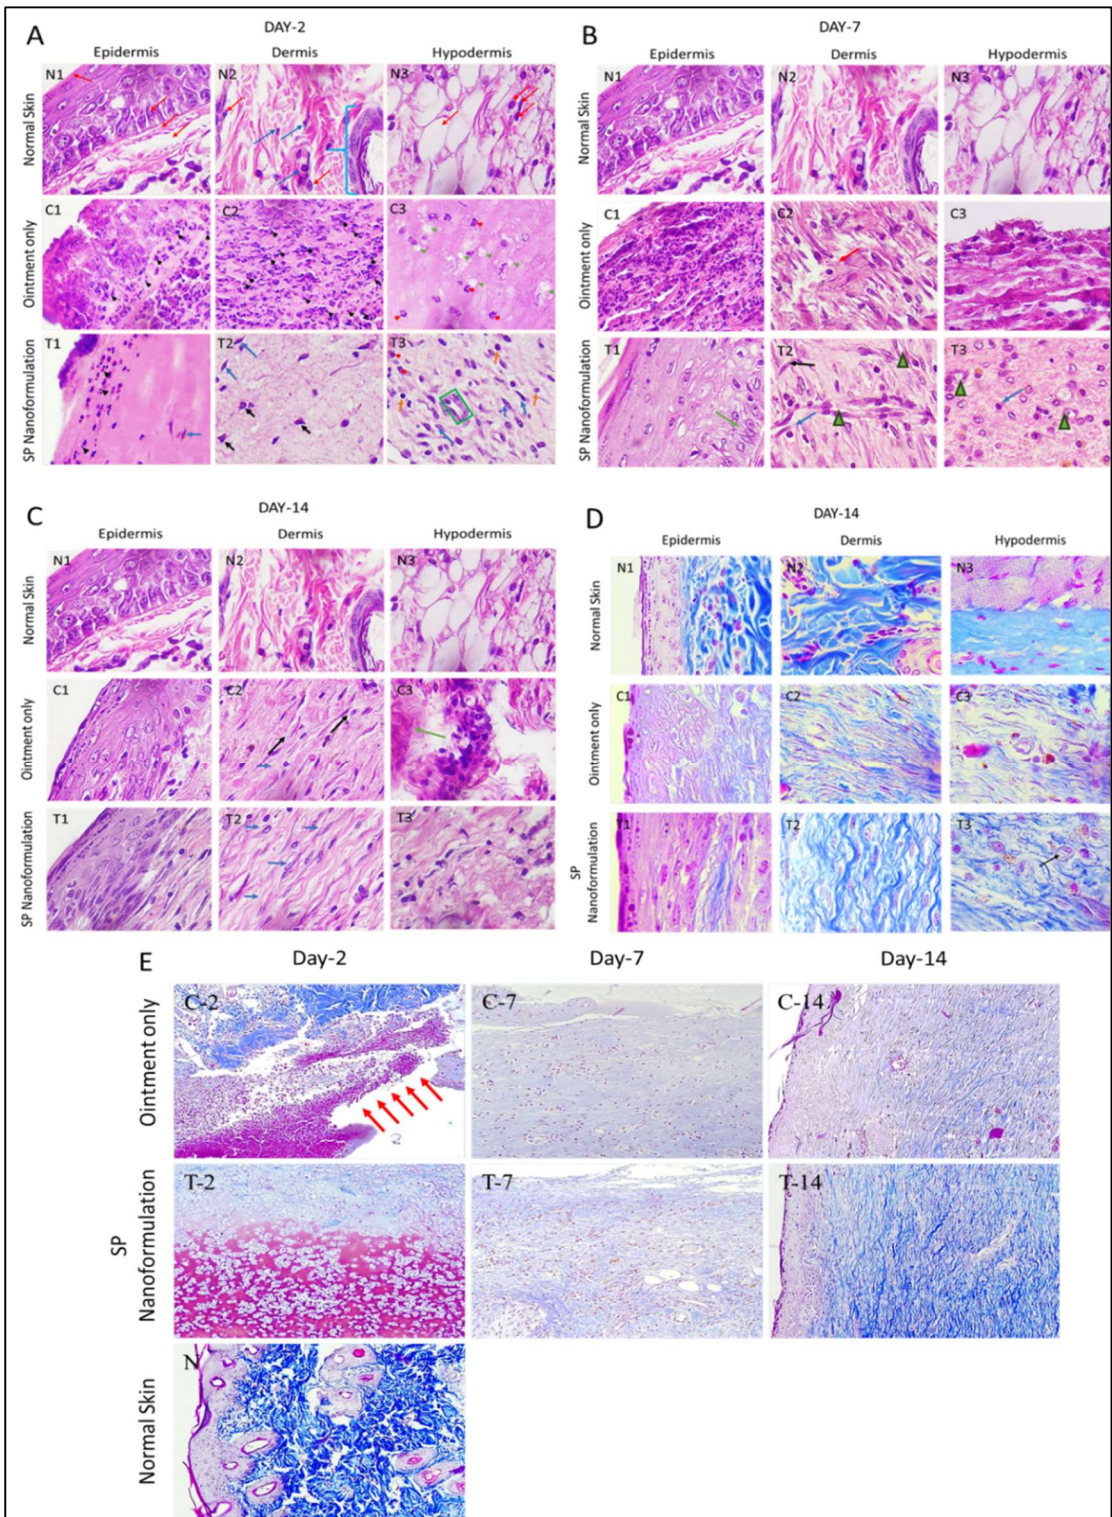 A
DAY-2
Epidermis
Dermis
Hypodermis
Normal Skin
N1
N2
N3
Ointment only
C1
C2
C3
SP Nanoformulation
T1
T2
T3
B
DAY-7
Epidermis
Dermis
Hypodermis
Normal Skin
N1
N2
N3
Ointment only
C1
C2
C3
SP Nanoformulation
T1
T2
T3
C
DAY-14
Epidermis
Dermis
Hypodermis
Normal Skin
N1
N2
N3
Ointment only
C1
C2
C3
SP Nanoformulation
T1
T2
T3
D
DAY-14
Epidermis
Dermis
Hypodermis
Normal Skin
N1
N2
N3
Ointment only
C1
C2
C3
SP
Nanoformulation
T1
T2
T3
E
Day-2
Day-7
Day-14
Ointment only
C-2
C-7
C-14
SP
Nanoformulation
T-2
T-7
T-14
Normal Skin
N